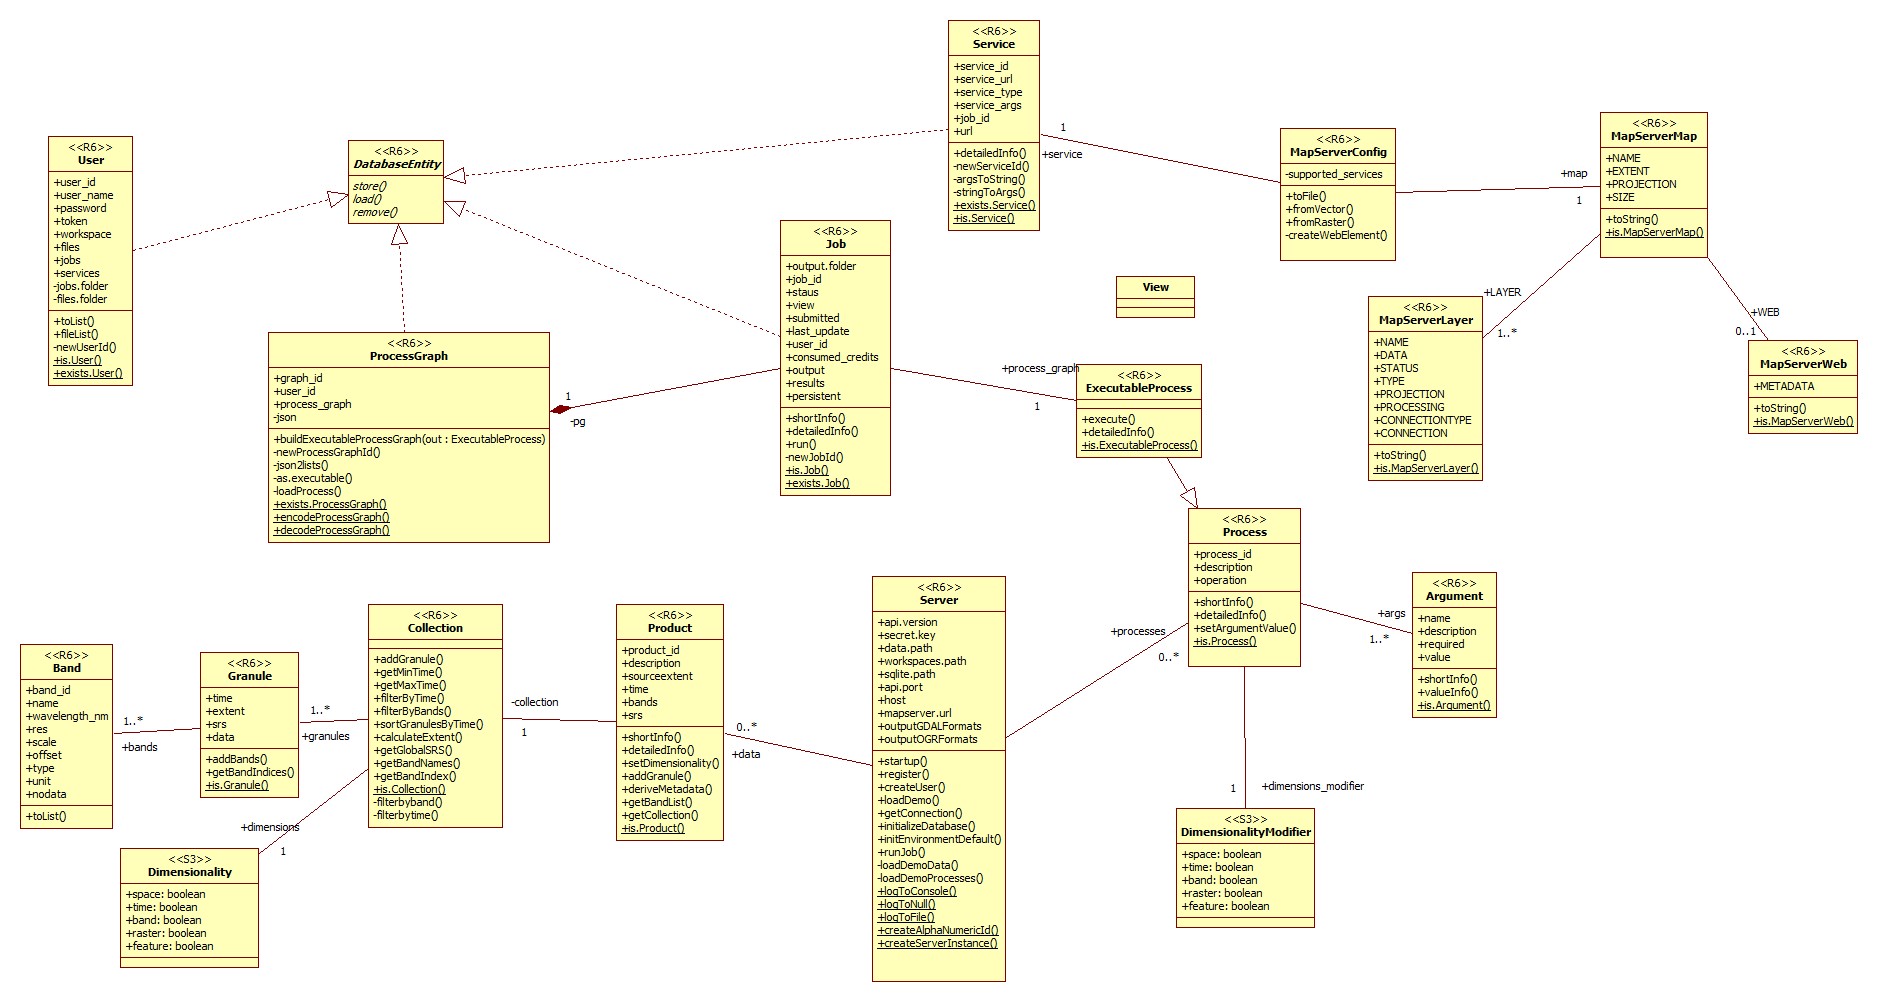 <<R6>>
Service
+service_id
+service_url
+service_type
+service_args
+job_id
+url
+detailedInfo()
-newServiceId()
-argsToString()
-stringToArgs()
+exists.Service()
+is.Service()
1
+service
<<R6>>
MapServerConfig
-supported_services
+toFile()
+fromVector()
+fromRaster()
-createWebElement()
+map
1
<<R6>>
MapServerMap
+NAME
+EXTENT
+PROJECTION
+SIZE
+toString()
+is.MapServerMap()
<<R6>>
User
+user_id
+user_name
+password
+token
+workspace
+files
+jobs
+services
-jobs.folder
-files.folder
+toList()
+fileList()
-newUserId()
+is.User()
+exists.User()
<<R6>>
DatabaseEntity
store()
load()
remove()
<<R6>>
Job
+output.folder
+job_id
+staus
+view
+submitted
+last_update
+user_id
+consumed_credits
+output
+results
+persistent
+shortInfo()
+detailedInfo()
+run()
-newJobId()
+is.Job()
+exists.Job()
View
+LAYER
1..*
<<R6>>
MapServerLayer
+NAME
+DATA
+STATUS
+TYPE
+PROJECTION
+PROCESSING
+CONNECTIONTYPE
+CONNECTION
+toString()
+is.MapServerLayer()
+WEB
0..1
<<R6>>
MapServerWeb
+METADATA
+toString()
+is.MapServerWeb()
<<R6>>
ProcessGraph
+graph_id
+user_id
+process_graph
-json
+buildExecutableProcessGraph(out : ExecutableProcess)
-newProcessGraphId()
-json2lists()
-as.executable()
-loadProcess()
+exists.ProcessGraph()
+encodeProcessGraph()
+decodeProcessGraph()
1
-pg
+process_graph
1
<<R6>>
ExecutableProcess
+execute()
+detailedInfo()
+is.ExecutableProcess()
<<R6>>
Process
+process_id
+description
+operation
+shortInfo()
+detailedInfo()
+setArgumentValue()
+is.Process()
+args
1..*
<<R6>>
Argument
+name
+description
+required
+value
+shortInfo()
+valueInfo()
+is.Argument()
<<R6>>
Band
+band_id
+name
+wavelength_nm
+res
+scale
+offset
+type
+unit
+nodata
+toList()
1..*
+bands
<<R6>>
Granule
+time
+extent
+srs
+data
+addBands()
+getBandIndices()
+is.Granule()
1..*
+granules
<<R6>>
Collection
+addGranule()
+getMinTime()
+getMaxTime()
+filterByTime()
+filterByBands()
+sortGranulesByTime()
+calculateExtent()
+getGlobalSRS()
+getBandNames()
+getBandIndex()
+is.Collection()
-filterbyband()
-filterbytime()
-collection
1
<<R6>>
Product
+product_id
+description
+sourceextent
+time
+bands
+srs
+shortInfo()
+detailedInfo()
+setDimensionality()
+addGranule()
+deriveMetadata()
+getBandList()
+getCollection()
+is.Product()
0..*
+data
<<R6>>
Server
+api.version
+secret.key
+data.path
+workspaces.path
+sqlite.path
+api.port
+host
+mapserver.url
+outputGDALFormats
+outputOGRFormats
+startup()
+register()
+createUser()
+loadDemo()
+getConnection()
+initializeDatabase()
+initEnvironmentDefault()
+runJob()
-loadDemoData()
-loadDemoProcesses()
+logToConsole()
+logToNull()
+logToFile()
+createAlphaNumericId()
+createServerInstance()
+processes
0..*
+dimensions
1
<<S3>>
Dimensionality
+space: boolean
+time: boolean
+band: boolean
+raster: boolean
+feature: boolean
1
+dimensions_modifier
<<S3>>
DimensionalityModifier
+space: boolean
+time: boolean
+band: boolean
+raster: boolean
+feature: boolean